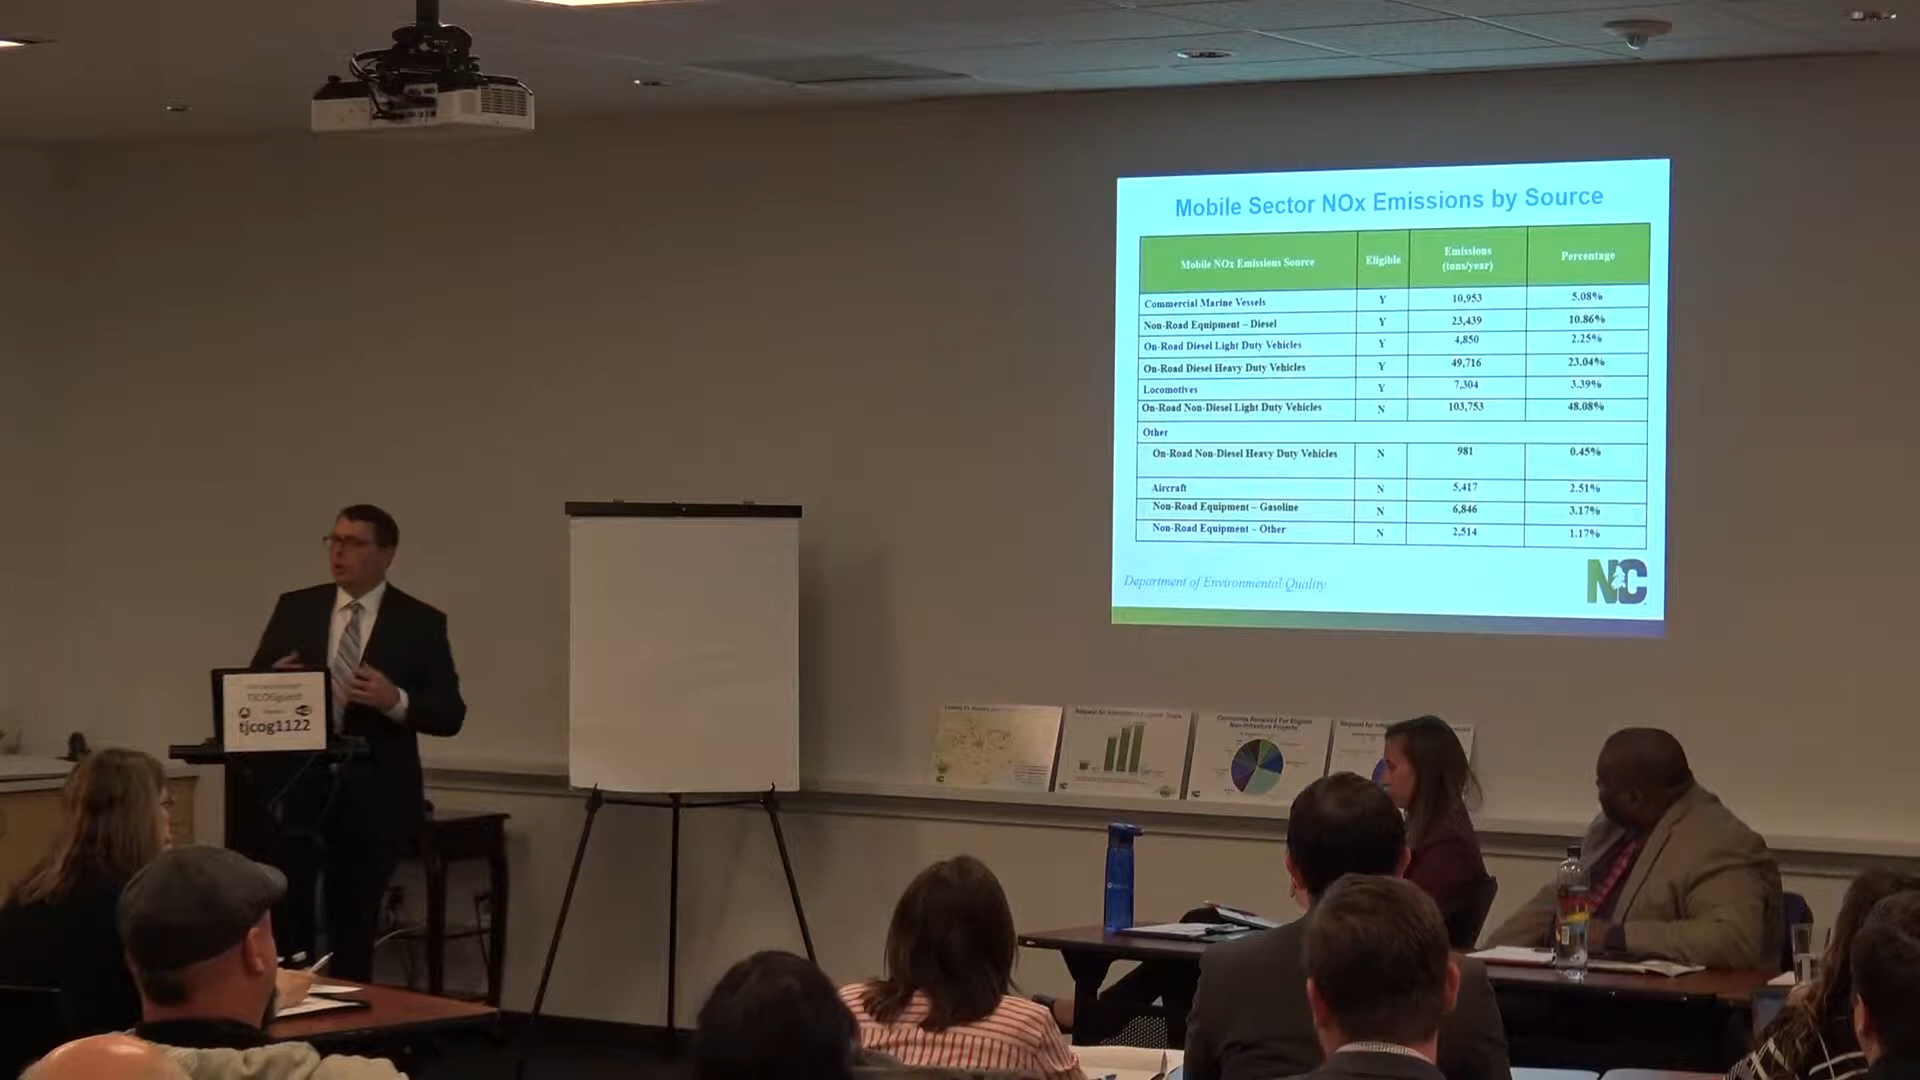 Mobile Sector NOx Emissions by Source
Mobile NOx Emissions Source Eligible Emissions (tons/year) Percentage
Commercial Marine Vessels Y 10,953 5.08%
Non-Road Equipment – Diesel Y 23,439 10.86%
On-Road Diesel Light Duty Vehicles Y 4,850 2.25%
On-Road Diesel Heavy Duty Vehicles Y 49,716 23.04%
Locomotives Y 7,304 3.39%
On-Road Non-Diesel Light Duty Vehicles N 103,753 48.08%
Other
On-Road Non-Diesel Heavy Duty Vehicles N 981 0.45%
Aircraft N 5,417 2.51%
Non-Road Equipment – Gasoline N 6,846 3.17%
Non-Road Equipment – Other N 2,514 1.17%
Department of Environmental Quality
NC
TJCOGguest
tjcog1122
Comments Received For Eligible